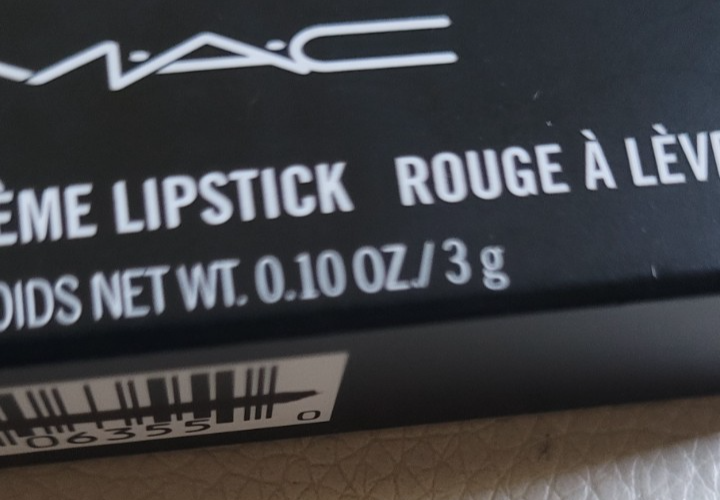 MAC
ÈME LIPSTICK ROUGE À LÈV
OIDS NET WT. 0.10 OZ./ 3 g
06355 0